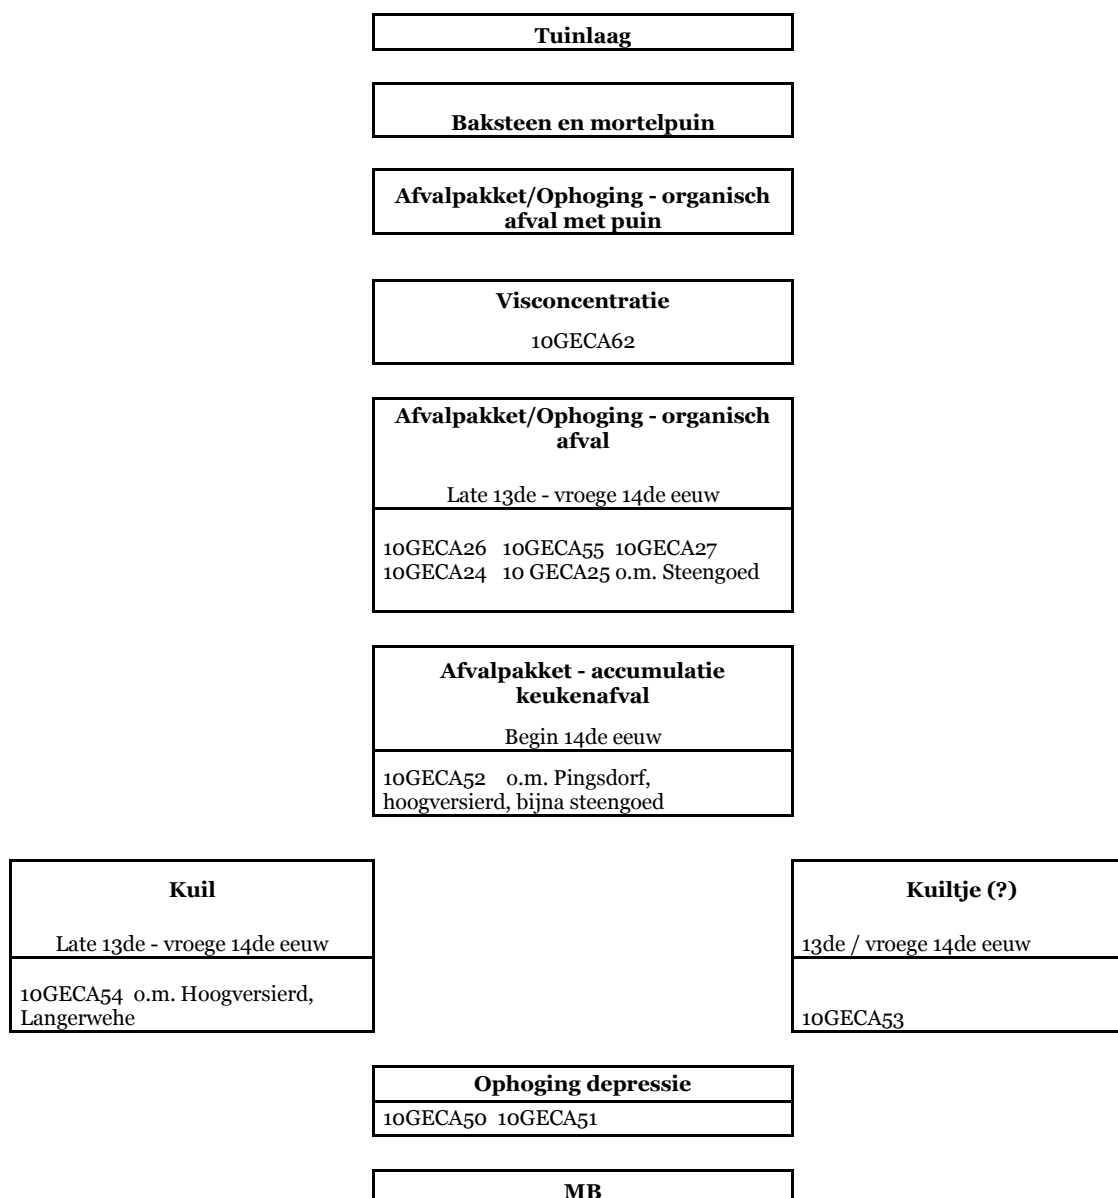 Tuinlaag
Baksteen en mortelpuin
Afvalpakket/Ophoging - organisch
afval met puin
Visconcentratie
10GECA62
Afvalpakket/Ophoging - organisch
afval
Late 13de - vroege 14de eeuw
10GECA26 10GECA55 10GECA27
10GECA24 10 GECA25 o.m. Steengoed
Afvalpakket - accumulatie
keukenafval
Begin 14de eeuw
10GECA52 o.m. Pingsdorf,
hoogversierd, bijna steengoed
Kuil
Late 13de - vroege 14de eeuw
10GECA54 o.m. Hoogversierd,
Langerwehe
Kuiltje (?)
13de / vroege 14de eeuw
10GECA53
Ophoging depressie
10GECA50 10GECA51
MB